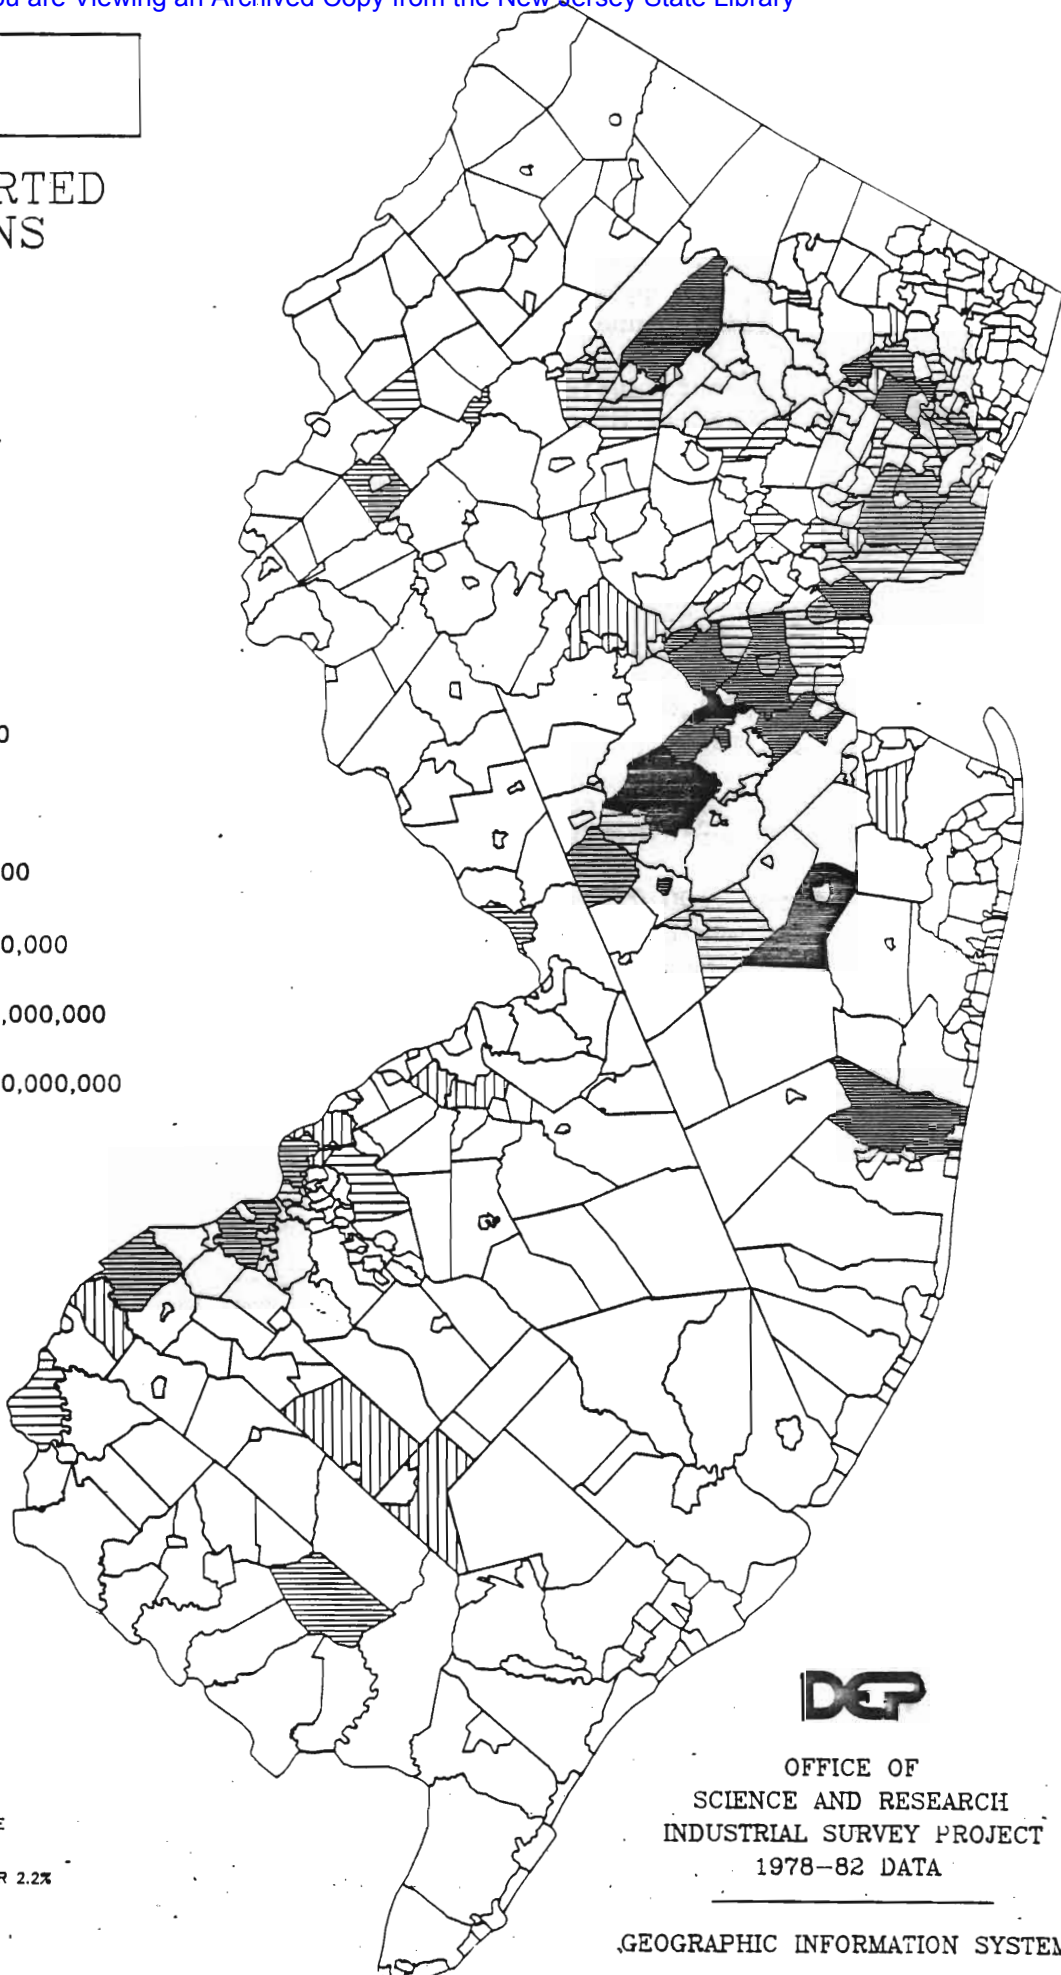 ou are Viewing an Archived Copy from the New Jersey State Library
RTED
NS
0
00
0,000
,000,000
0,000,000
E
R 2.2%
DEP
OFFICE OF
SCIENCE AND RESEARCH
INDUSTRIAL SURVEY PROJECT
1978-82 DATA
GEOGRAPHIC INFORMATION SYSTEM